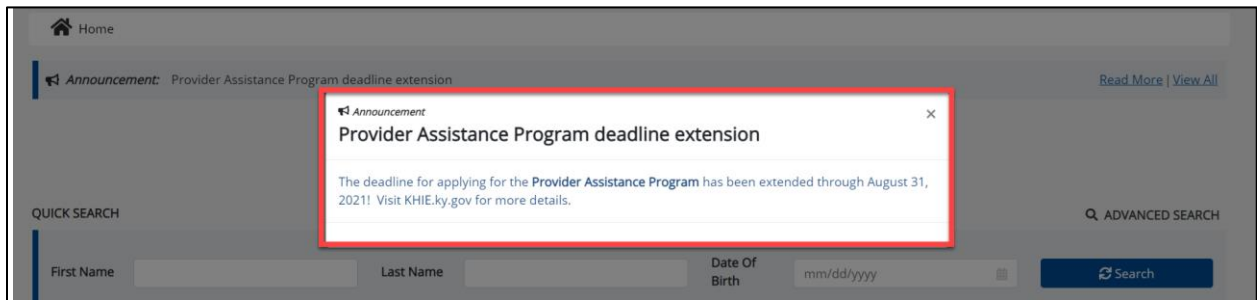 Home
Announcement: Provider Assistance Program deadline extension
Read More | View All
Announcement
Provider Assistance Program deadline extension
The deadline for applying for the Provider Assistance Program has been extended through August 31,
2021! Visit KHIE.ky.gov for more details.
QUICK SEARCH
ADVANCED SEARCH
First Name
Last Name
Date Of
Birth
mm/dd/yyyy
Search